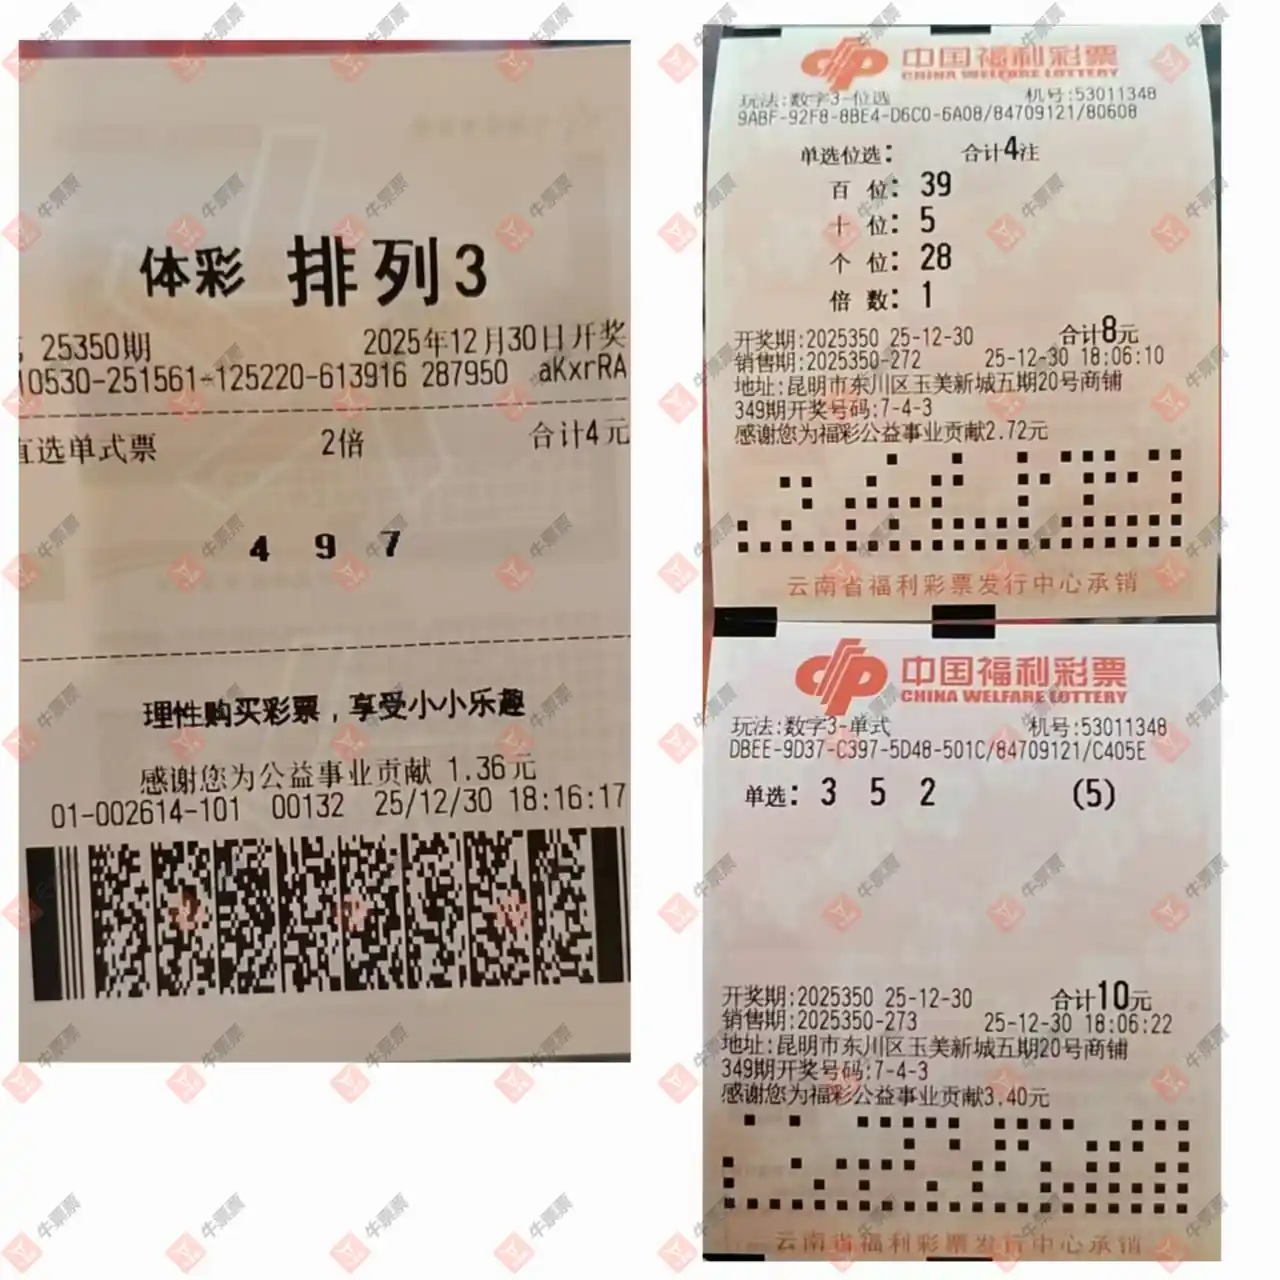 体彩 排列3
25350期 2025年12月30日开奖
10530-251561-125220-613916 287950 aKxrRA
直选单式票 2倍 合计4元
4 9 7
理性购买彩票，享受小小乐趣
感谢您为公益事业贡献 1.36元
01-002614-101 00132 25/12/30 18:16:17
中国福利彩票
CHINA WELFARE LOTTERY
玩法:数字3-位选 机号:53011348
9ABF-92F8-8BE4-D6C0-6A08/84709121/80608
单选位选: 合计4注
百 位: 39
十 位: 5
个 位: 28
倍 数: 1
开奖期:2025350 25-12-30 合计8元
销售期:2025350-272 25-12-30 18:06:10
地址:昆明市东川区玉美新城五期20号商铺
349期开奖号码:7-4-3
感谢您为福彩公益事业贡献2.72元
云南省福利彩票发行中心承销
中国福利彩票
CHINA WELFARE LOTTERY
玩法:数字3-单式 机号:53011348
DBEE-9D37-C397-5D48-501C/84709121/C405E
单选: 3 5 2 (5)
开奖期:2025350 25-12-30 合计10元
销售期:2025350-273 25-12-30 18:06:22
地址:昆明市东川区玉美新城五期20号商铺
349期开奖号码:7-4-3
感谢您为福彩公益事业贡献3.40元
云南省福利彩票发行中心承销
牛票票